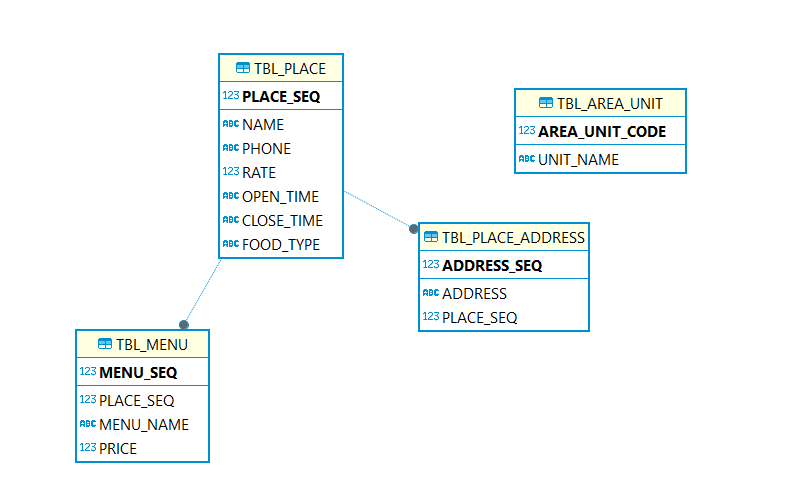 TBL_PLACE
123 PLACE_SEQ
ABC NAME
ABC PHONE
123 RATE
ABC OPEN_TIME
ABC CLOSE_TIME
ABC FOOD_TYPE
TBL_AREA_UNIT
123 AREA_UNIT_CODE
ABC UNIT_NAME
TBL_PLACE_ADDRESS
123 ADDRESS_SEQ
ABC ADDRESS
123 PLACE_SEQ
TBL_MENU
123 MENU_SEQ
123 PLACE_SEQ
ABC MENU_NAME
123 PRICE